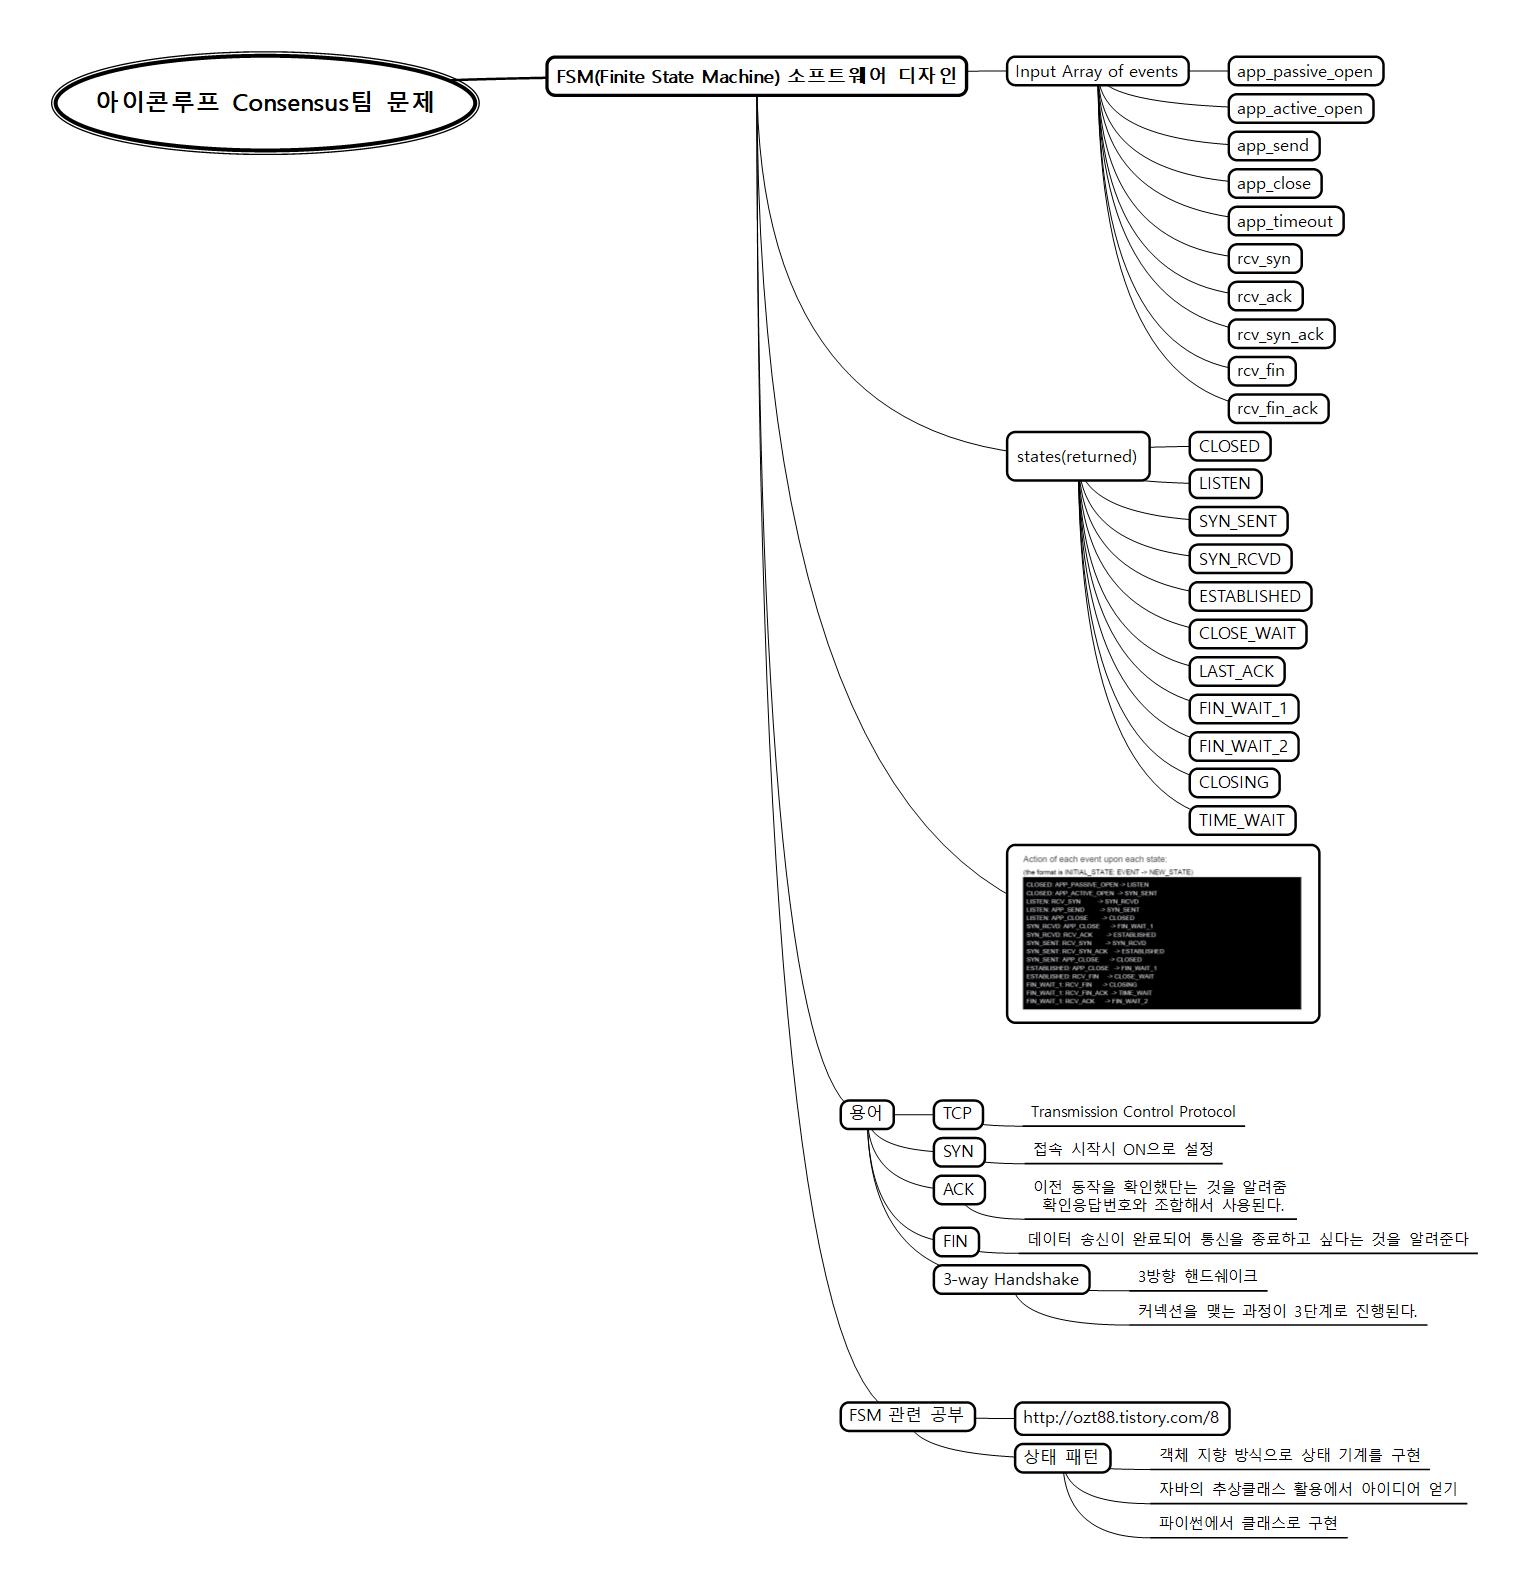 아이콘루프 Consensus팀 문제
FSM(Finite State Machine) 소프트웨어 디자인
Input Array of events
app_passive_open
app_active_open
app_send
app_close
app_timeout
rcv_syn
rcv_ack
rcv_syn_ack
rcv_fin
rcv_fin_ack
states(returned)
CLOSED
LISTEN
SYN_SENT
SYN_RCVD
ESTABLISHED
CLOSE_WAIT
LAST_ACK
FIN_WAIT_1
FIN_WAIT_2
CLOSING
TIME_WAIT
Action of each event upon each state:
(the format is INITIAL_STATE: EVENT -> NEW_STATE)
CLOSED: APP_PASSIVE_OPEN -> LISTEN
CLOSED: APP_ACTIVE_OPEN -> SYN_SENT
LISTEN: RCV_SYN -> SYN_RCVD
LISTEN: APP_SEND -> SYN_SENT
LISTEN: APP_CLOSE -> CLOSED
SYN_RCVD: APP_CLOSE -> FIN_WAIT_1
SYN_RCVD: RCV_ACK -> ESTABLISHED
SYN_SENT: RCV_SYN -> SYN_RCVD
SYN_SENT: RCV_SYN_ACK -> ESTABLISHED
SYN_SENT: APP_CLOSE -> CLOSED
ESTABLISHED: APP_CLOSE -> FIN_WAIT_1
ESTABLISHED: RCV_FIN -> CLOSE_WAIT
FIN_WAIT_1: RCV_FIN -> CLOSING
FIN_WAIT_1: RCV_FIN_ACK -> TIME_WAIT
FIN_WAIT_1: RCV_ACK -> FIN_WAIT_2
용어
TCP
Transmission Control Protocol
SYN
접속 시작시 ON으로 설정
ACK
이전 동작을 확인했단는 것을 알려줌
확인응답번호와 조합해서 사용된다.
FIN
데이터 송신이 완료되어 통신을 종료하고 싶다는 것을 알려준다
3-way Handshake
3방향 핸드쉐이크
커넥션을 맺는 과정이 3단계로 진행된다.
FSM 관련 공부
http://ozt88.tistory.com/8
상태 패턴
객체 지향 방식으로 상태 기계를 구현
자바의 추상클래스 활용에서 아이디어 얻기
파이썬에서 클래스로 구현